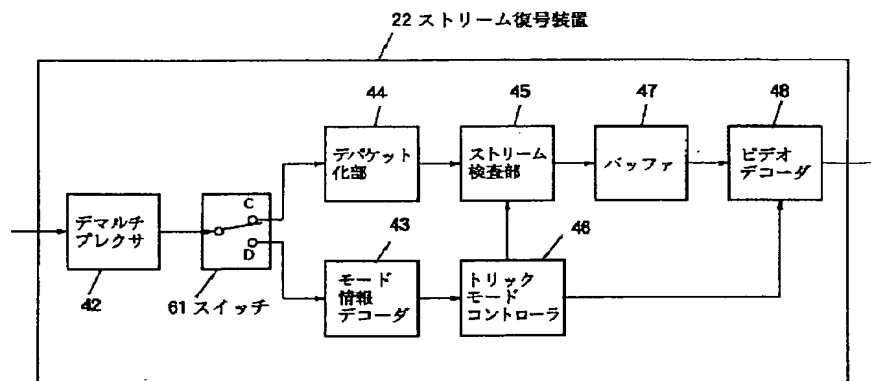 22 ストリーム復号装置
44
45
47
48
デパケット
化部
ストリーム
検査部
バッファ
ビデオ
デコーダ
C
D
デマルチ
プレクサ
42
61 スイッチ
43
46
モード
情報
デコーダ
トリック
モード
コントローラ